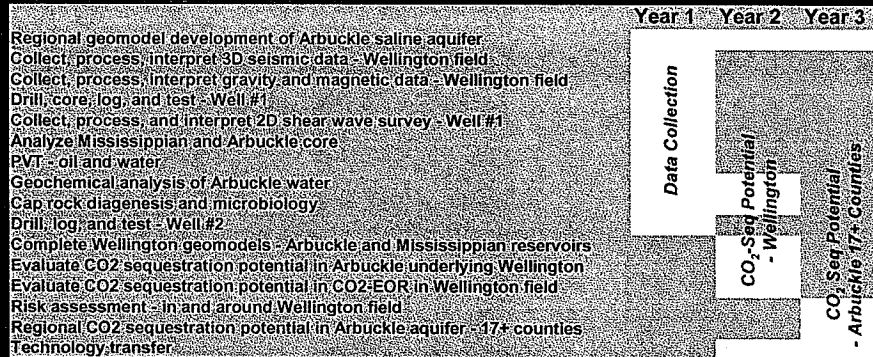 Year 1 Year 2 Year 3
Regional geomodel development of Arbuckle saline aquifer
Collect, process, interpret 3D seismic data - Wellington field
Collect, process, interpret gravity and magnetic data - Wellington field
Drill, core, log, and test - Well #1
Collect, process, and interpret 2D shear wave survey - Well #1
Analyze Mississippian and Arbuckle core
PVT - oil and water
Geochemical analysis of Arbuckle water
Cap rock diagenesis and microbiology
Drill, log, and test - Well #2
Complete Wellington geomodels - Arbuckle and Mississippian reservoirs
Evaluate CO2 sequestration potential in Arbuckle underlying Wellington
Evaluate CO2 sequestration potential in CO2-EOR in Wellington field
Risk assessment - in and around Wellington field
Regional CO2 sequestration potential in Arbuckle aquifer - 17+ counties
Technology transfer
Data Collection
CO₂-Seq Potential
- Wellington
CO₂ Seq Potential
- Arbuckle 17+ Counties